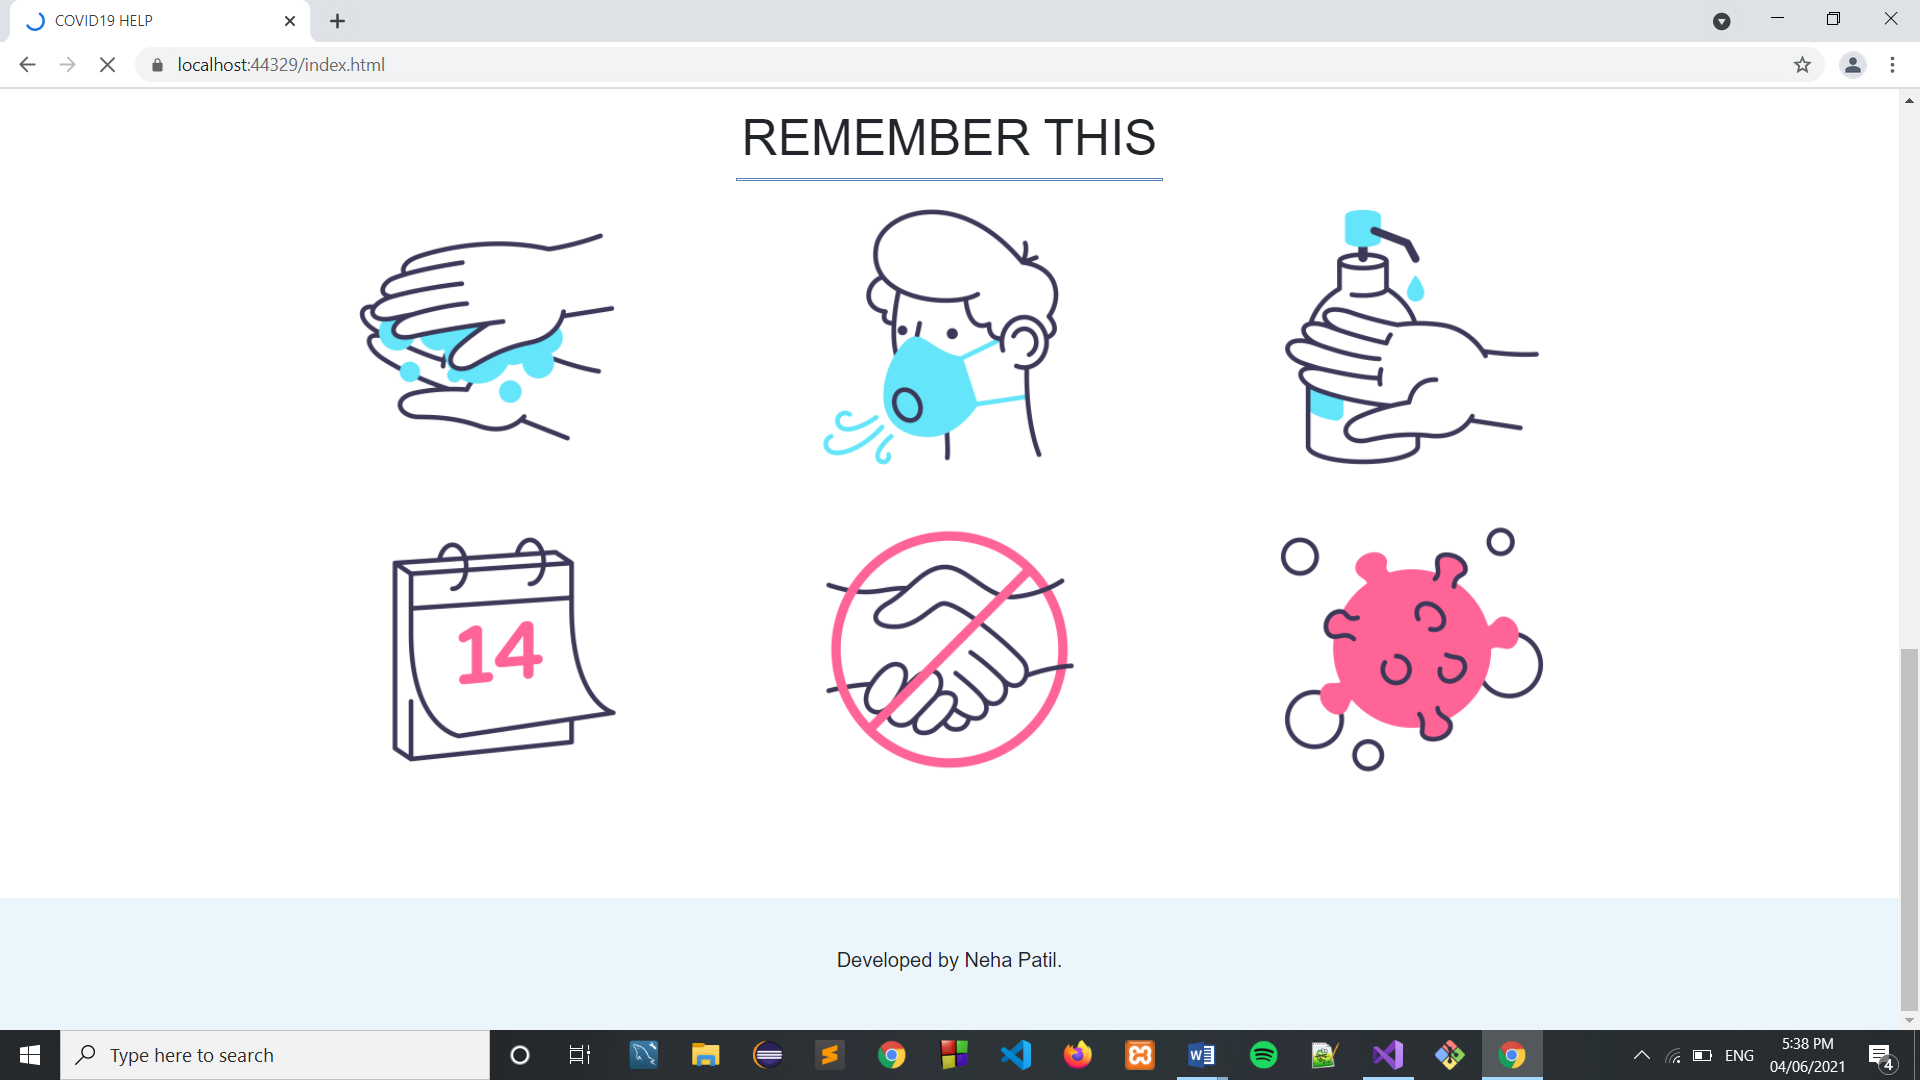 COVID19 HELP
localhost:44329/index.html
REMEMBER THIS
14
Developed by Neha Patil.
Type here to search
ENG
5:38 PM
04/06/2021
4